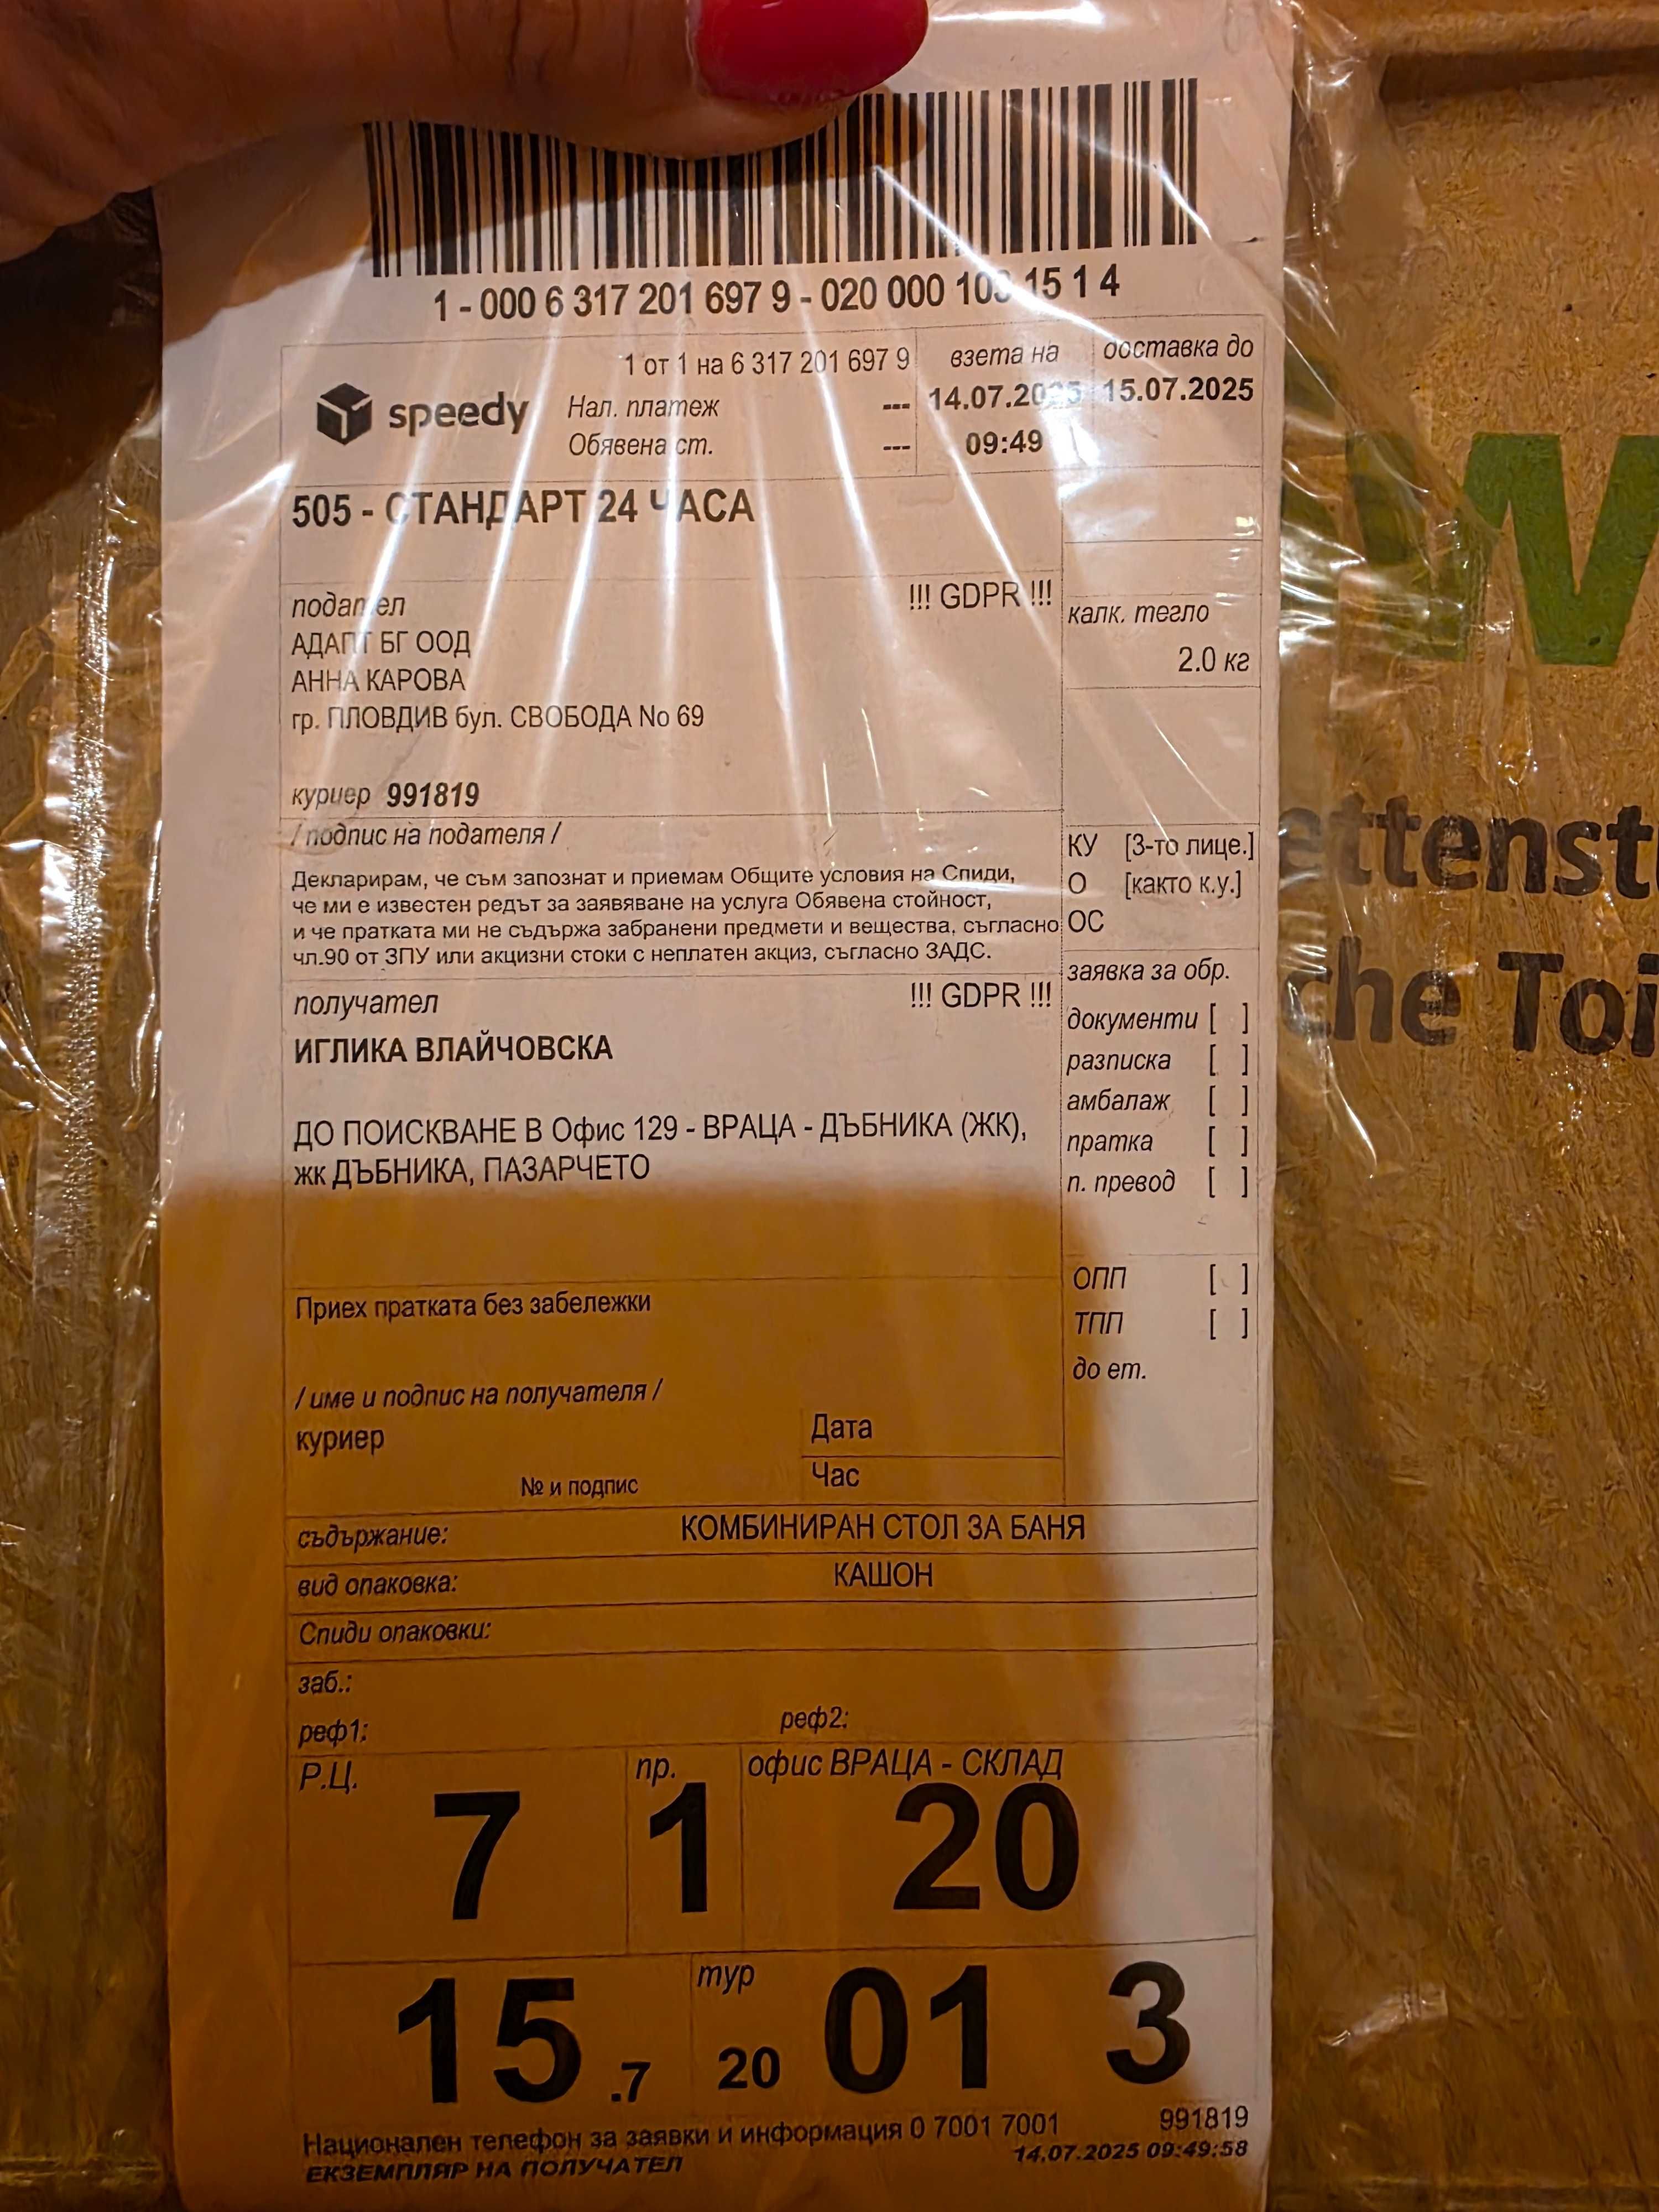 1 - 000 6 317 201 697 9 - 020 000 103 15 1 4
1 от 1 на 6 317 201 697 9
взета на
доставка до
speedy
Нал. платеж ---
14.07.2025
15.07.2025
Обявена ст. ---
09:49
505 - СТАНДАРТ 24 ЧАСА
подател
!!! GDPR !!!
калк. тегло
АДАПТ БГ ООД
2.0 кг
АННА КАРОВА
гр. ПЛОВДИВ бул. СВОБОДА No 69
куриер 991819
/ подпис на подателя /
КУ [3-то лице.]
Декларирам, че съм запознат и приемам Общите условия на Спиди,
О [както к.у.]
че ми е известен редът за заявяване на услуга Обявена стойност,
и че пратката ми не съдържа забранени предмети и вещества, съгласно
ОС
чл.90 от ЗПУ или акцизни стоки с неплатен акциз, съгласно ЗАДС.
заявка за обр.
получател
!!! GDPR !!!
документи [ ]
ИГЛИКА ВЛАЙЧОВСКА
разписка [ ]
амбалаж [ ]
ДО ПОИСКВАНЕ В Офис 129 - ВРАЦА - ДЪБНИКА (ЖК),
пратка [ ]
жк ДЪБНИКА, ПАЗАРЧЕТО
п. превод [ ]
ОПП [ ]
Приех пратката без забележки
ТПП [ ]
до ет.
/ име и подпис на получателя /
куриер
Дата
№ и подпис
Час
съдържание: КОМБИНИРАН СТОЛ ЗА БАНЯ
вид опаковка: КАШОН
Спиди опаковки:
заб.:
реф1:
реф2:
Р.Ц.
пр.
офис ВРАЦА - СКЛАД
7 1 20
тур
15 .7 20 01 3
Национален телефон за заявки и информация 0 7001 7001
991819
ЕКЗЕМПЛЯР НА ПОЛУЧАТЕЛ
14.07.2025 09:49:58